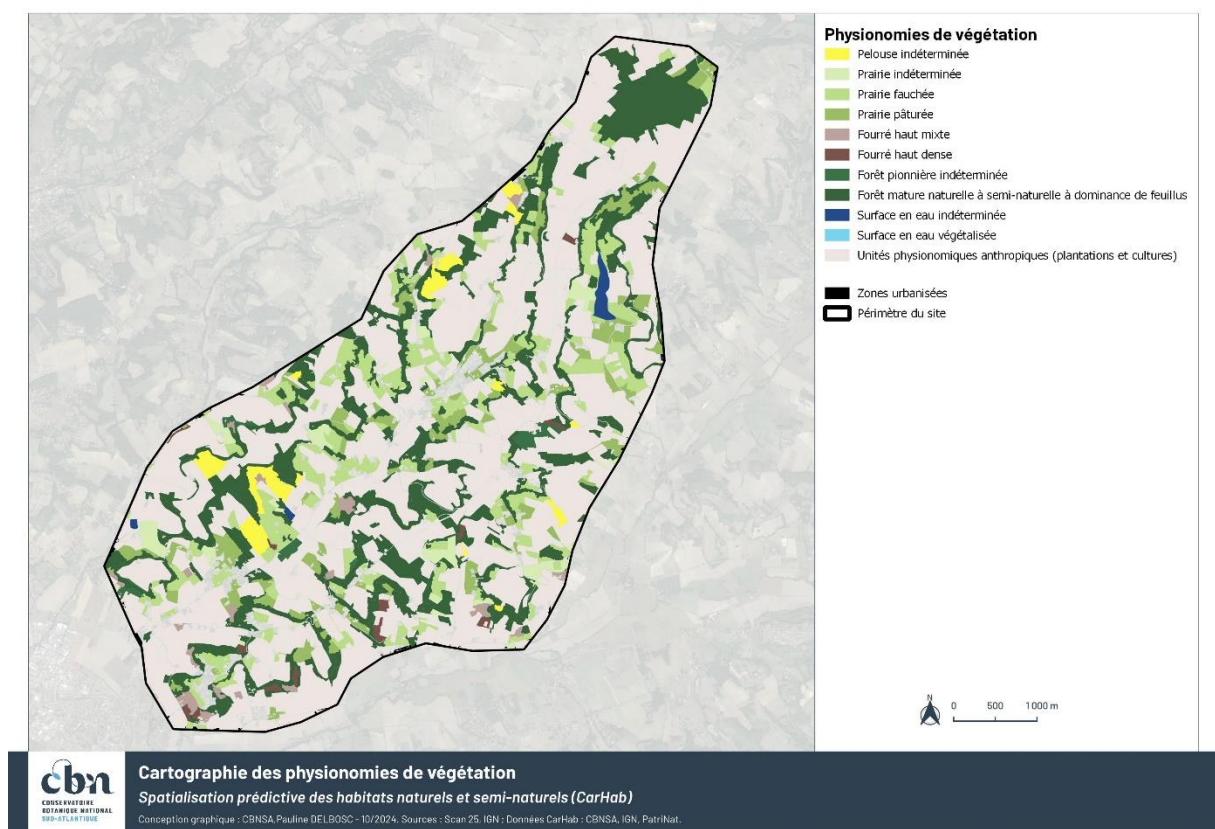 Physionomies de végétation
Pelouse indéterminée
Prairie indéterminée
Prairie fauchée
Prairie pâturée
Fourré haut mixte
Fourré haut dense
Forêt pionnière indéterminée
Forêt mature naturelle à semi-naturelle à dominance de feuillus
Surface en eau indéterminée
Surface en eau végétalisée
Unités physionomiques anthropiques (plantations et cultures)
Zones urbanisées
Périmètre du site
N
0 500 1 000 m
cbn
CONSERVATOIRE
BOTANIQUE NATIONAL
SUD-ATLANTIQUE
Cartographie des physionomies de végétation
Spatialisation prédictive des habitats naturels et semi-naturels (CarHab)
Conception graphique : CBNSA,Pauline DELBOSC - 10/2024. Sources : Scan 25, IGN ; Données CarHab : CBNSA, IGN, PatriNat.